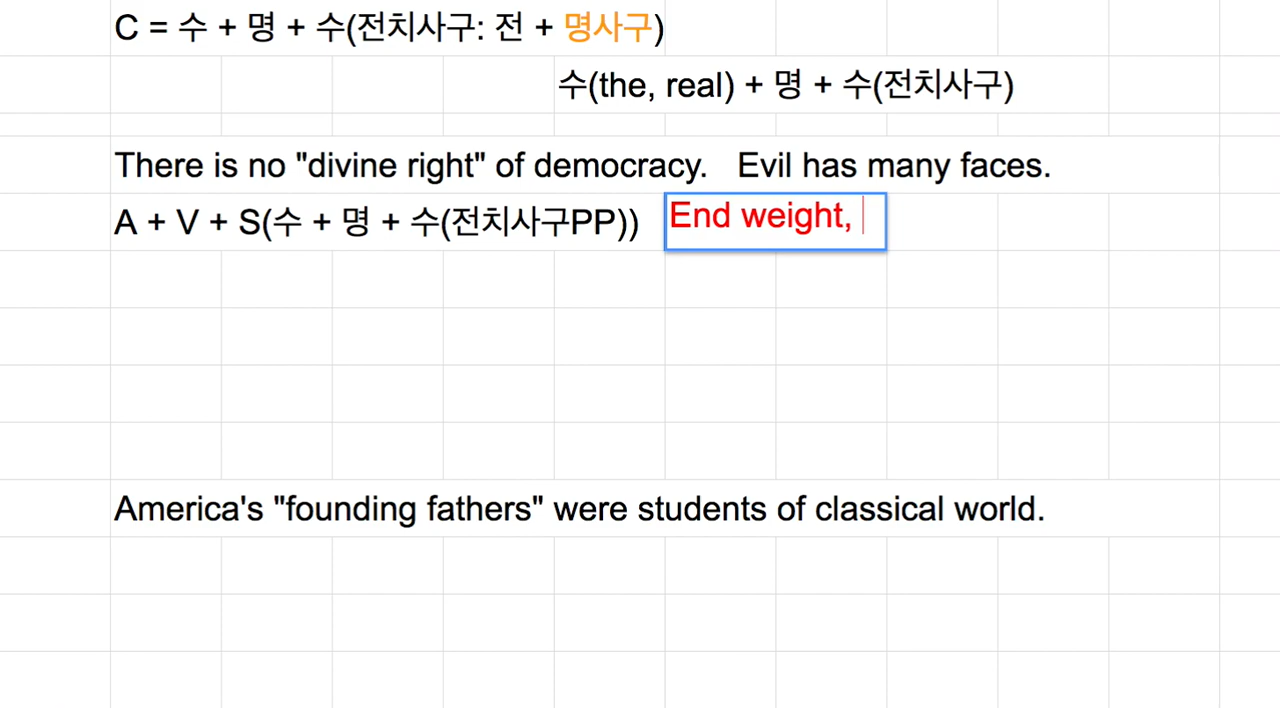 C = 수 + 명 + 수(전치사구: 전 + 명사구)
수(the, real) + 명 + 수(전치사구)
There is no "divine right" of democracy. Evil has many faces.
A + V + S(수 + 명 + 수(전치사구PP)) End weight,
America's "founding fathers" were students of classical world.